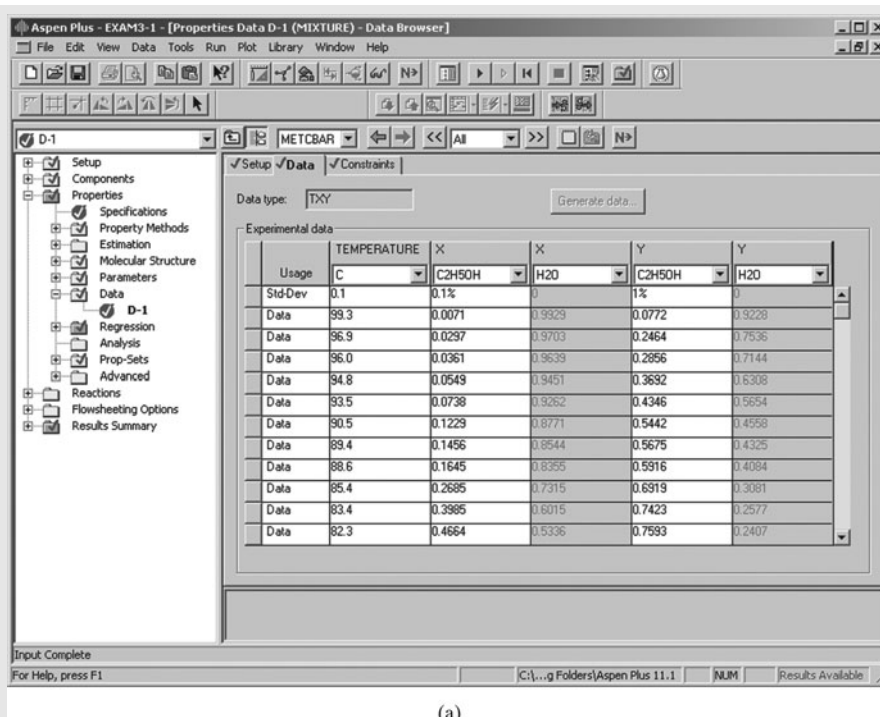 Aspen Plus - EXAM3-1 - [Properties Data D-1 (MIXTURE) - Data Browser]
File Edit View Data Tools Run Plot Library Window Help
D-1 METCBAR All N>
Setup
Components
Properties
Specifications
Property Methods
Estimation
Molecular Structure
Parameters
Data
D-1
Regression
Analysis
Prop-Sets
Advanced
Reactions
Flowsheeting Options
Results Summary
Setup Data Constraints
Data type: TXY Generate data...
Experimental data
TEMPERATURE X X Y Y
Usage C C2H5OH H2O C2H5OH H2O
Std-Dev 0.1 0.1% 0 1% 0
Data 99.3 0.0071 0.9929 0.0772 0.9228
Data 96.9 0.0297 0.9703 0.2464 0.7536
Data 96.0 0.0361 0.9639 0.2856 0.7144
Data 94.8 0.0549 0.9451 0.3692 0.6308
Data 93.5 0.0738 0.9262 0.4346 0.5654
Data 90.5 0.1229 0.8771 0.5442 0.4558
Data 89.4 0.1456 0.8544 0.5675 0.4325
Data 88.6 0.1645 0.8355 0.5916 0.4084
Data 85.4 0.2685 0.7315 0.6919 0.3081
Data 83.4 0.3985 0.6015 0.7423 0.2577
Data 82.3 0.4664 0.5336 0.7593 0.2407
Input Complete
For Help, press F1 C:\...g Folders\Aspen Plus 11.1 NUM Results Available
(a)